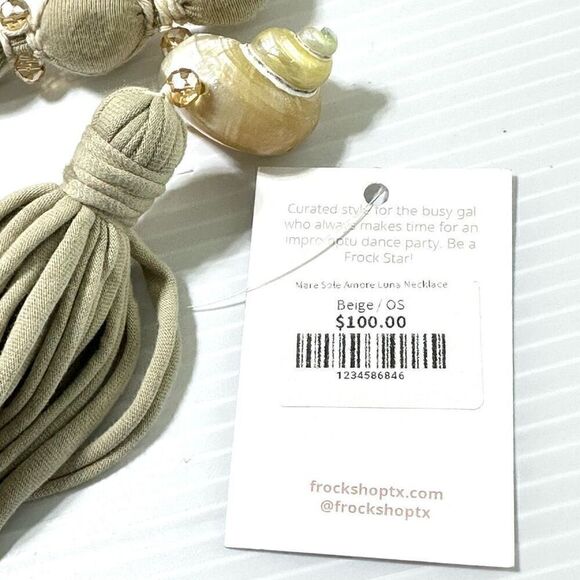 Curated style for the busy gal
who always makes time for an
impromptu dance party. Be a
Frock Star!
Mare Sole Amore Luna Necklace
Beige / OS
$100.00
1234586846
frockshoptx.com
@frockshoptx